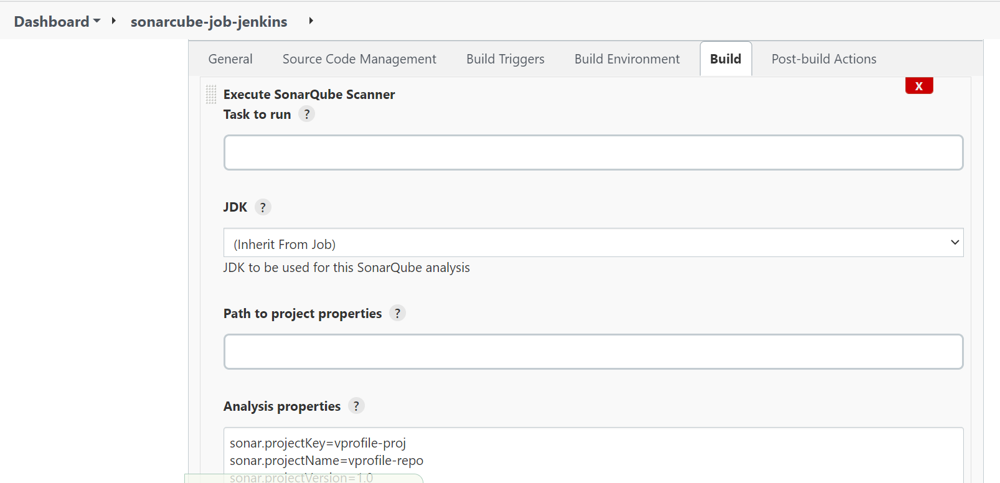 Dashboard
sonarcube-job-jenkins
General Source Code Management Build Triggers Build Environment Build Post-build Actions
Execute SonarQube Scanner
X
Task to run ?
JDK ?
(Inherit From Job)
JDK to be used for this SonarQube analysis
Path to project properties ?
Analysis properties ?
sonar.projectKey=vprofile-proj
sonar.projectName=vprofile-repo
sonar.projectVersion=1.0